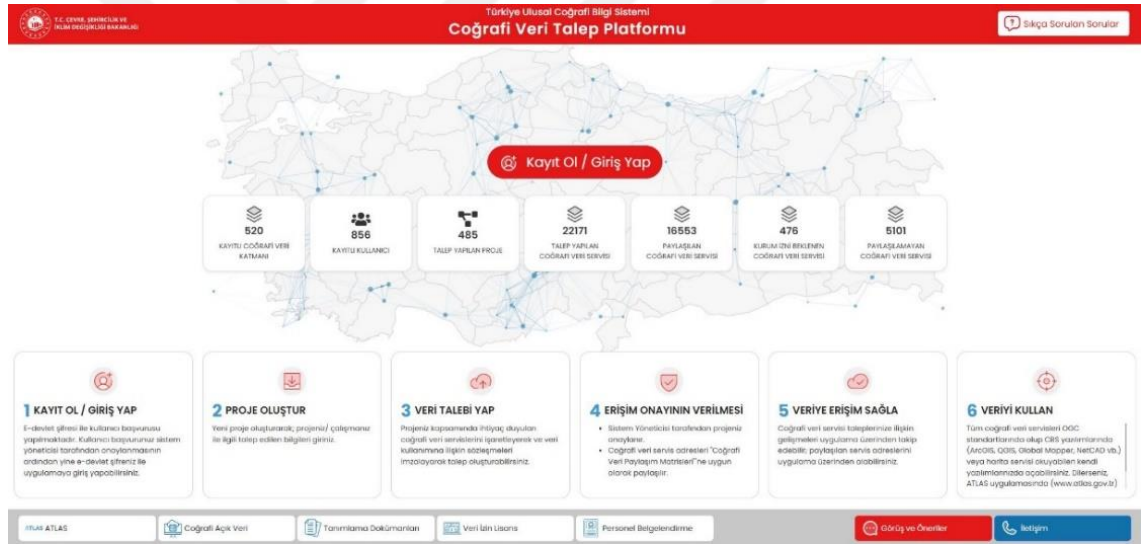 T.C. ÇEVRE, ŞEHİRCİLİK VE
İKLİM DEĞİŞİKLİĞİ BAKANLIĞI
Türkiye Ulusal Coğrafi Bilgi Sistemi
Coğrafi Veri Talep Platformu
Sıkça Sorulan Sorular
Kayıt Ol / Giriş Yap
520
KAYITLI COĞRAFİ VERİ
KATMANI
856
KAYITLI KULLANICI
485
TALEP YAPILAN PROJE
22171
TALEP YAPILAN
COĞRAFİ VERİ SERVİSİ
16553
PAYLAŞILAN
COĞRAFİ VERİ SERVİSİ
476
KURUM İZNİ BEKLENEN
COĞRAFİ VERİ SERVİSİ
5101
PAYLAŞILAMAYAN
COĞRAFİ VERİ SERVİSİ
1 KAYIT OL / GİRİŞ YAP
E-devlet şifresi ile kullanıcı başvurusu
yapılmaktadır. Kullanıcı başvurunuz sistem
yöneticisi tarafından onaylanmasının
ardından yine e-devlet şifreniz ile
uygulamaya giriş yapabilirsiniz.
2 PROJE OLUŞTUR
Yeni proje oluşturarak; projeniz/ çalışmanız
ile ilgili talep edilen bilgileri giriniz.
3 VERİ TALEBİ YAP
Projeniz kapsamında ihtiyaç duyulan
coğrafi veri servislerini işaretleyerek ve veri
kullanımına ilişkin sözleşmeleri
imzalayarak talep oluşturabilirsiniz.
4 ERİŞİM ONAYININ VERİLMESİ
• Sistem Yöneticisi tarafından projeniz
onaylanır.
• Coğrafi veri servis adresleri "Coğrafi
Veri Paylaşım Matrisleri"ne uygun
olarak paylaşılır.
5 VERİYE ERİŞİM SAĞLA
Coğrafi veri servisi taleplerinize ilişkin
gelişmeleri uygulama üzerinden takip
edebilir, paylaşılan servis adreslerini
uygulama üzerinden alabilirsiniz.
6 VERİYİ KULLAN
Tüm coğrafi veri servisleri OGC
standartlarında olup CBS yazılımlarında
(ArcGIS, QGIS, Global Mapper, NetCAD vb.)
veya harita servisi okuyabilen kendi
yazılımlarınızda açabilirsiniz. Dilerseniz,
ATLAS uygulamasında (www.atlas.gov.tr)
ATLAS ATLAS
Coğrafi Açık Veri
Tanımlama Dokümanları
Veri İzin Lisans
Personel Belgelendirme
Görüş ve Öneriler
İletişim